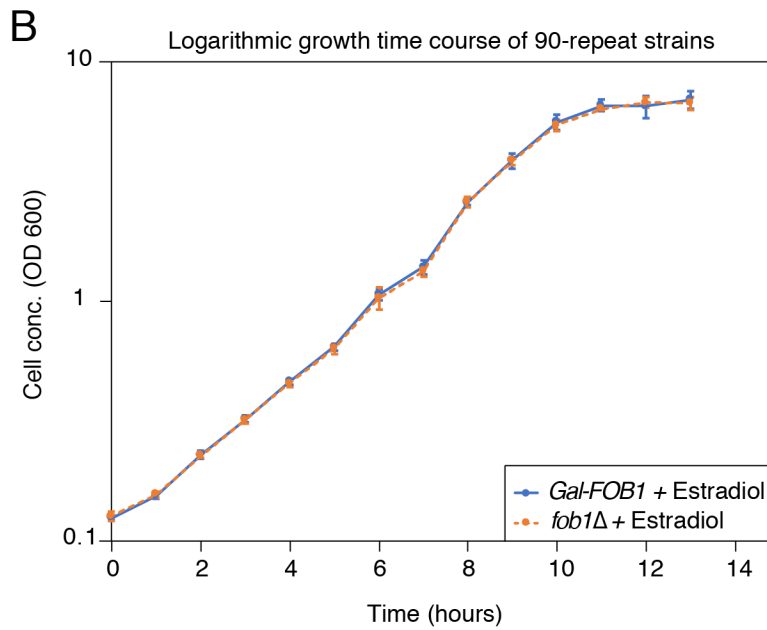 B
Logarithmic growth time course of 90-repeat strains
10
1
0.1
Cell conc. (OD 600)
0 2 4 6 8 10 12 14
Time (hours)
Gal-FOB1 + Estradiol
fob1Δ + Estradiol